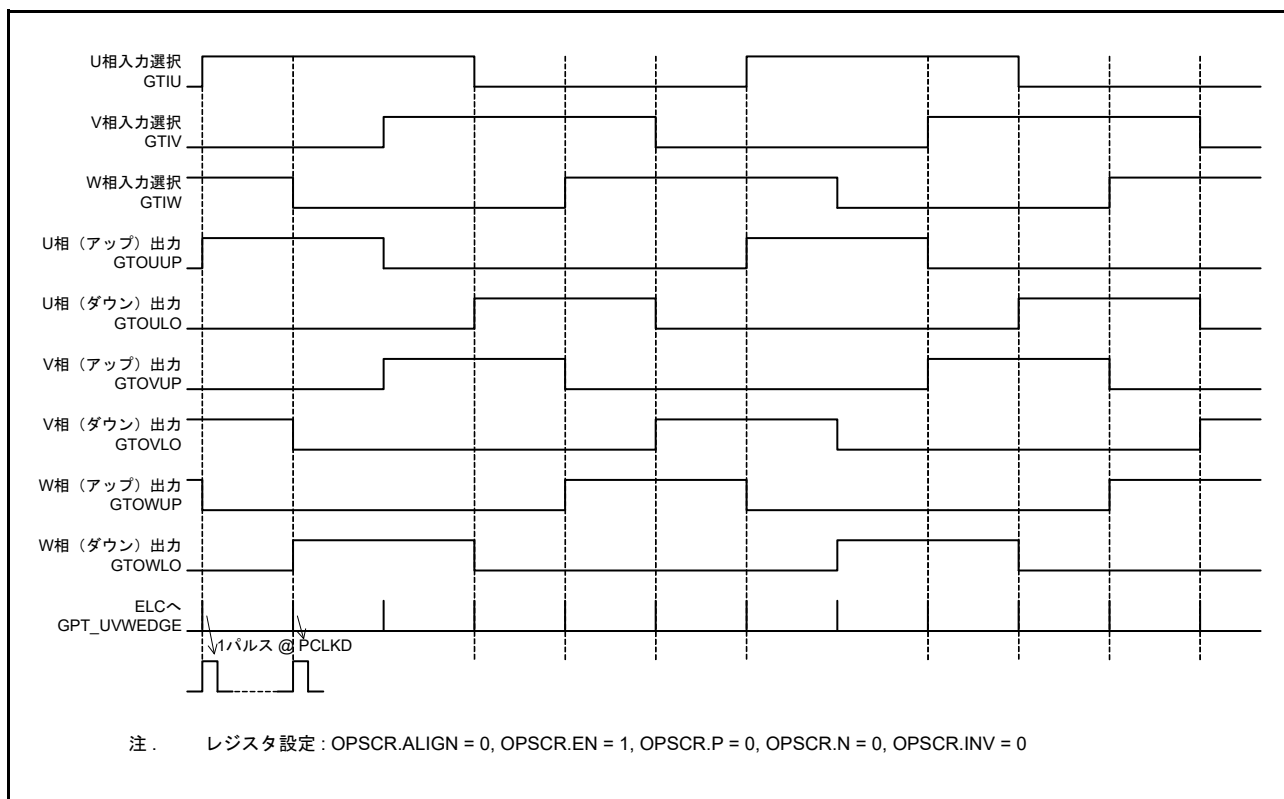 U相入力選択
GTIU
V相入力選択
GTIV
W相入力選択
GTIW
U相（アップ）出力
GTOUUP
U相（ダウン）出力
GTOULO
V相（アップ）出力
GTOVUP
V相（ダウン）出力
GTOVLO
W相（アップ）出力
GTOWUP
W相（ダウン）出力
GTOWLO
ELCへ
GPT_UVWEDGE
1パルス @ PCLKD
注． レジスタ設定 : OPSCR.ALIGN = 0, OPSCR.EN = 1, OPSCR.P = 0, OPSCR.N = 0, OPSCR.INV = 0